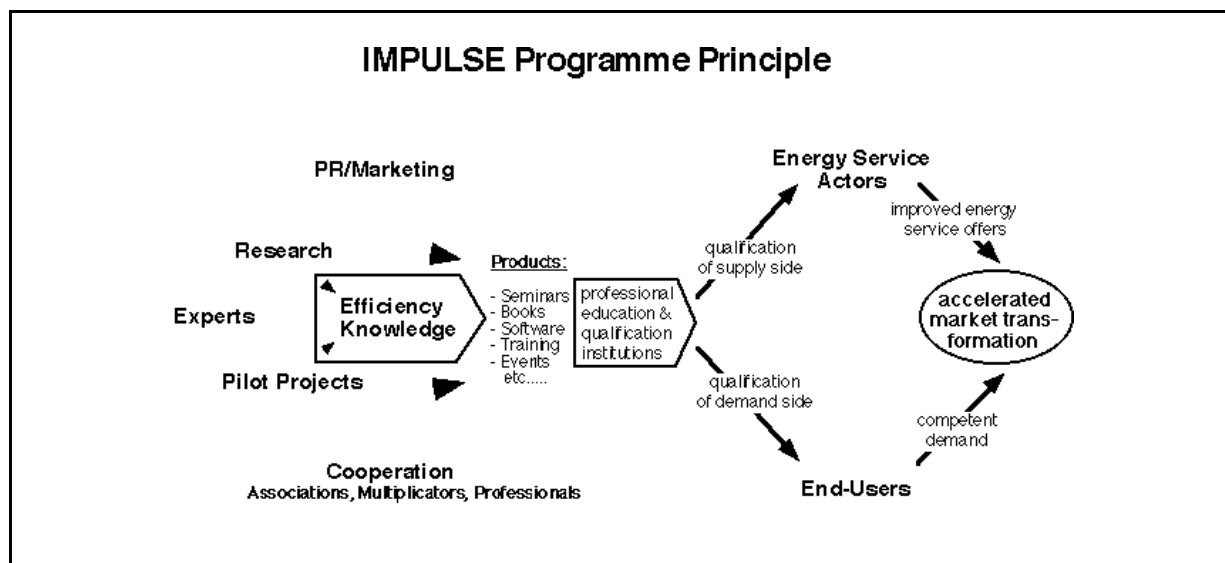 IMPULSE Programme Principle
PR/Marketing
Research
Experts
Pilot Projects
Efficiency
Knowledge
Cooperation
Associations, Multiplicators, Professionals
Products:
- Seminars
- Books
- Software
- Training
- Events
etc.....
professional
education &
qualification
institutions
qualification
of supply side
qualification
of demand side
Energy Service
Actors
End-Users
improved energy
service offers
competent
demand
accelerated
market trans-
formation